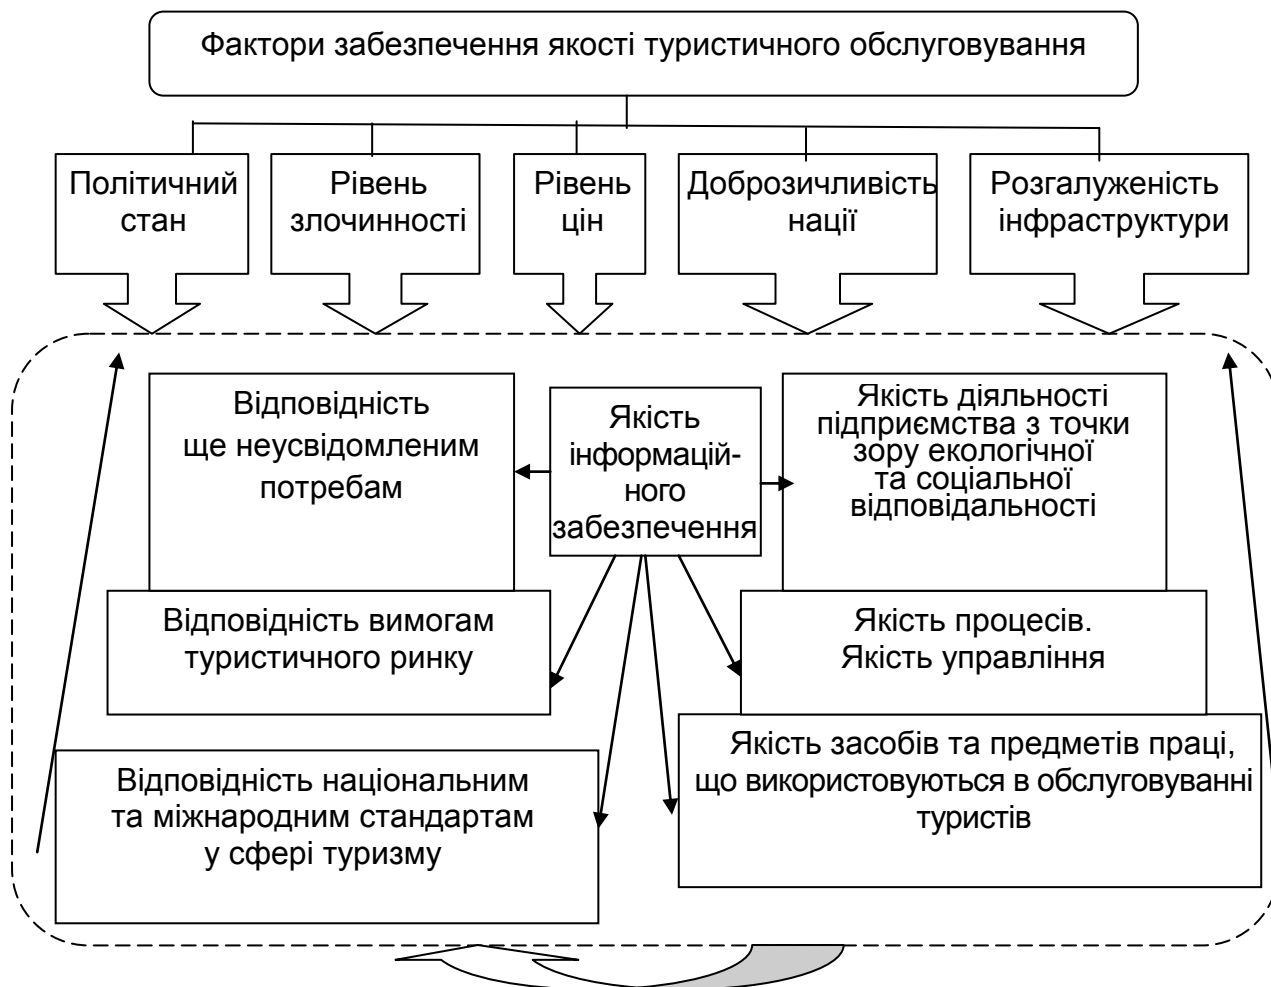 Фактори забезпечення якості туристичного обслуговування
Політичний
стан
Рівень
злочинності
Рівень
цін
Доброзичливість
нації
Розгалуженість
інфраструктури
Відповідність
ще неусвідомленим
потребам
Якість
інформацій-
ного
забезпечення
Якість діяльності
підприємства з точки
зору екологічної
та соціальної
відповідальності
Відповідність вимогам
туристичного ринку
Якість процесів.
Якість управління
Відповідність національним
та міжнародним стандартам
у сфері туризму
Якість засобів та предметів праці,
що використовуються в обслуговуванні
туристів